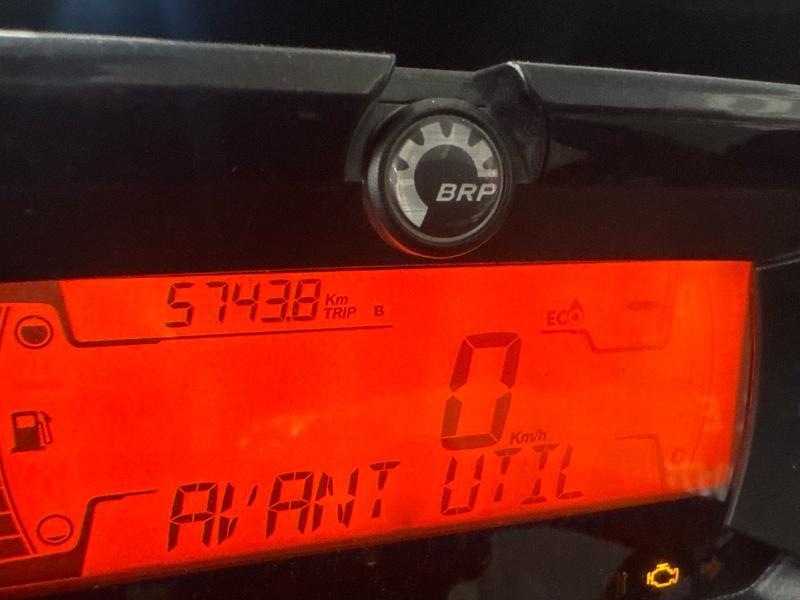 BRP
5743.8 Km
TRIP B
ECO
0 Km/h
AVANT UTIL
C